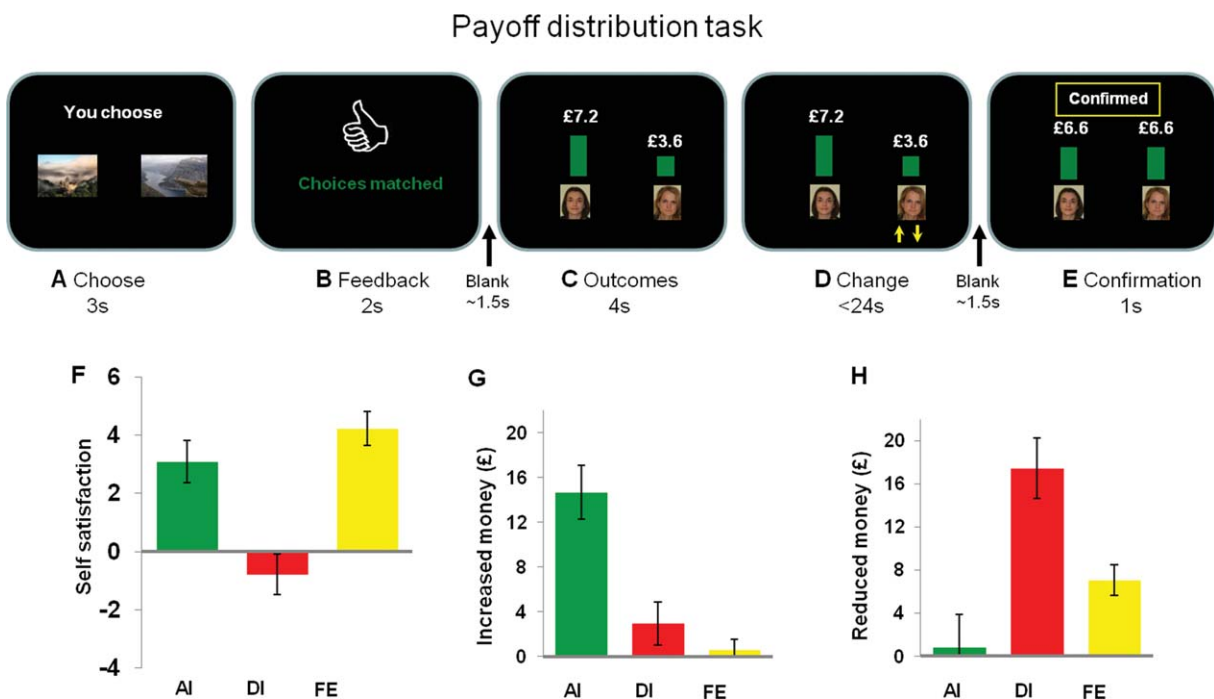 Payoff distribution task
You choose
Choices matched
£7.2
£3.6
£7.2
£3.6
Confirmed
£6.6 £6.6
A Choose
3s
B Feedback
2s
Blank
~1.5s
C Outcomes
4s
D Change
<24s
Blank
~1.5s
E Confirmation
1s
F
Self satisfaction
6
4
2
0
-2
-4
AI DI FE
G
Increased money (£)
20
16
12
8
4
0
AI DI FE
H
Reduced money (£)
20
16
12
8
4
0
AI DI FE